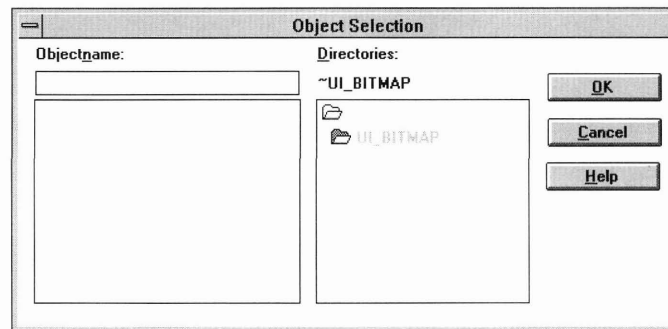 Object Selection
Objectname:
Directories:
~UI_BITMAP
UI_BITMAP
OK
Cancel
Help